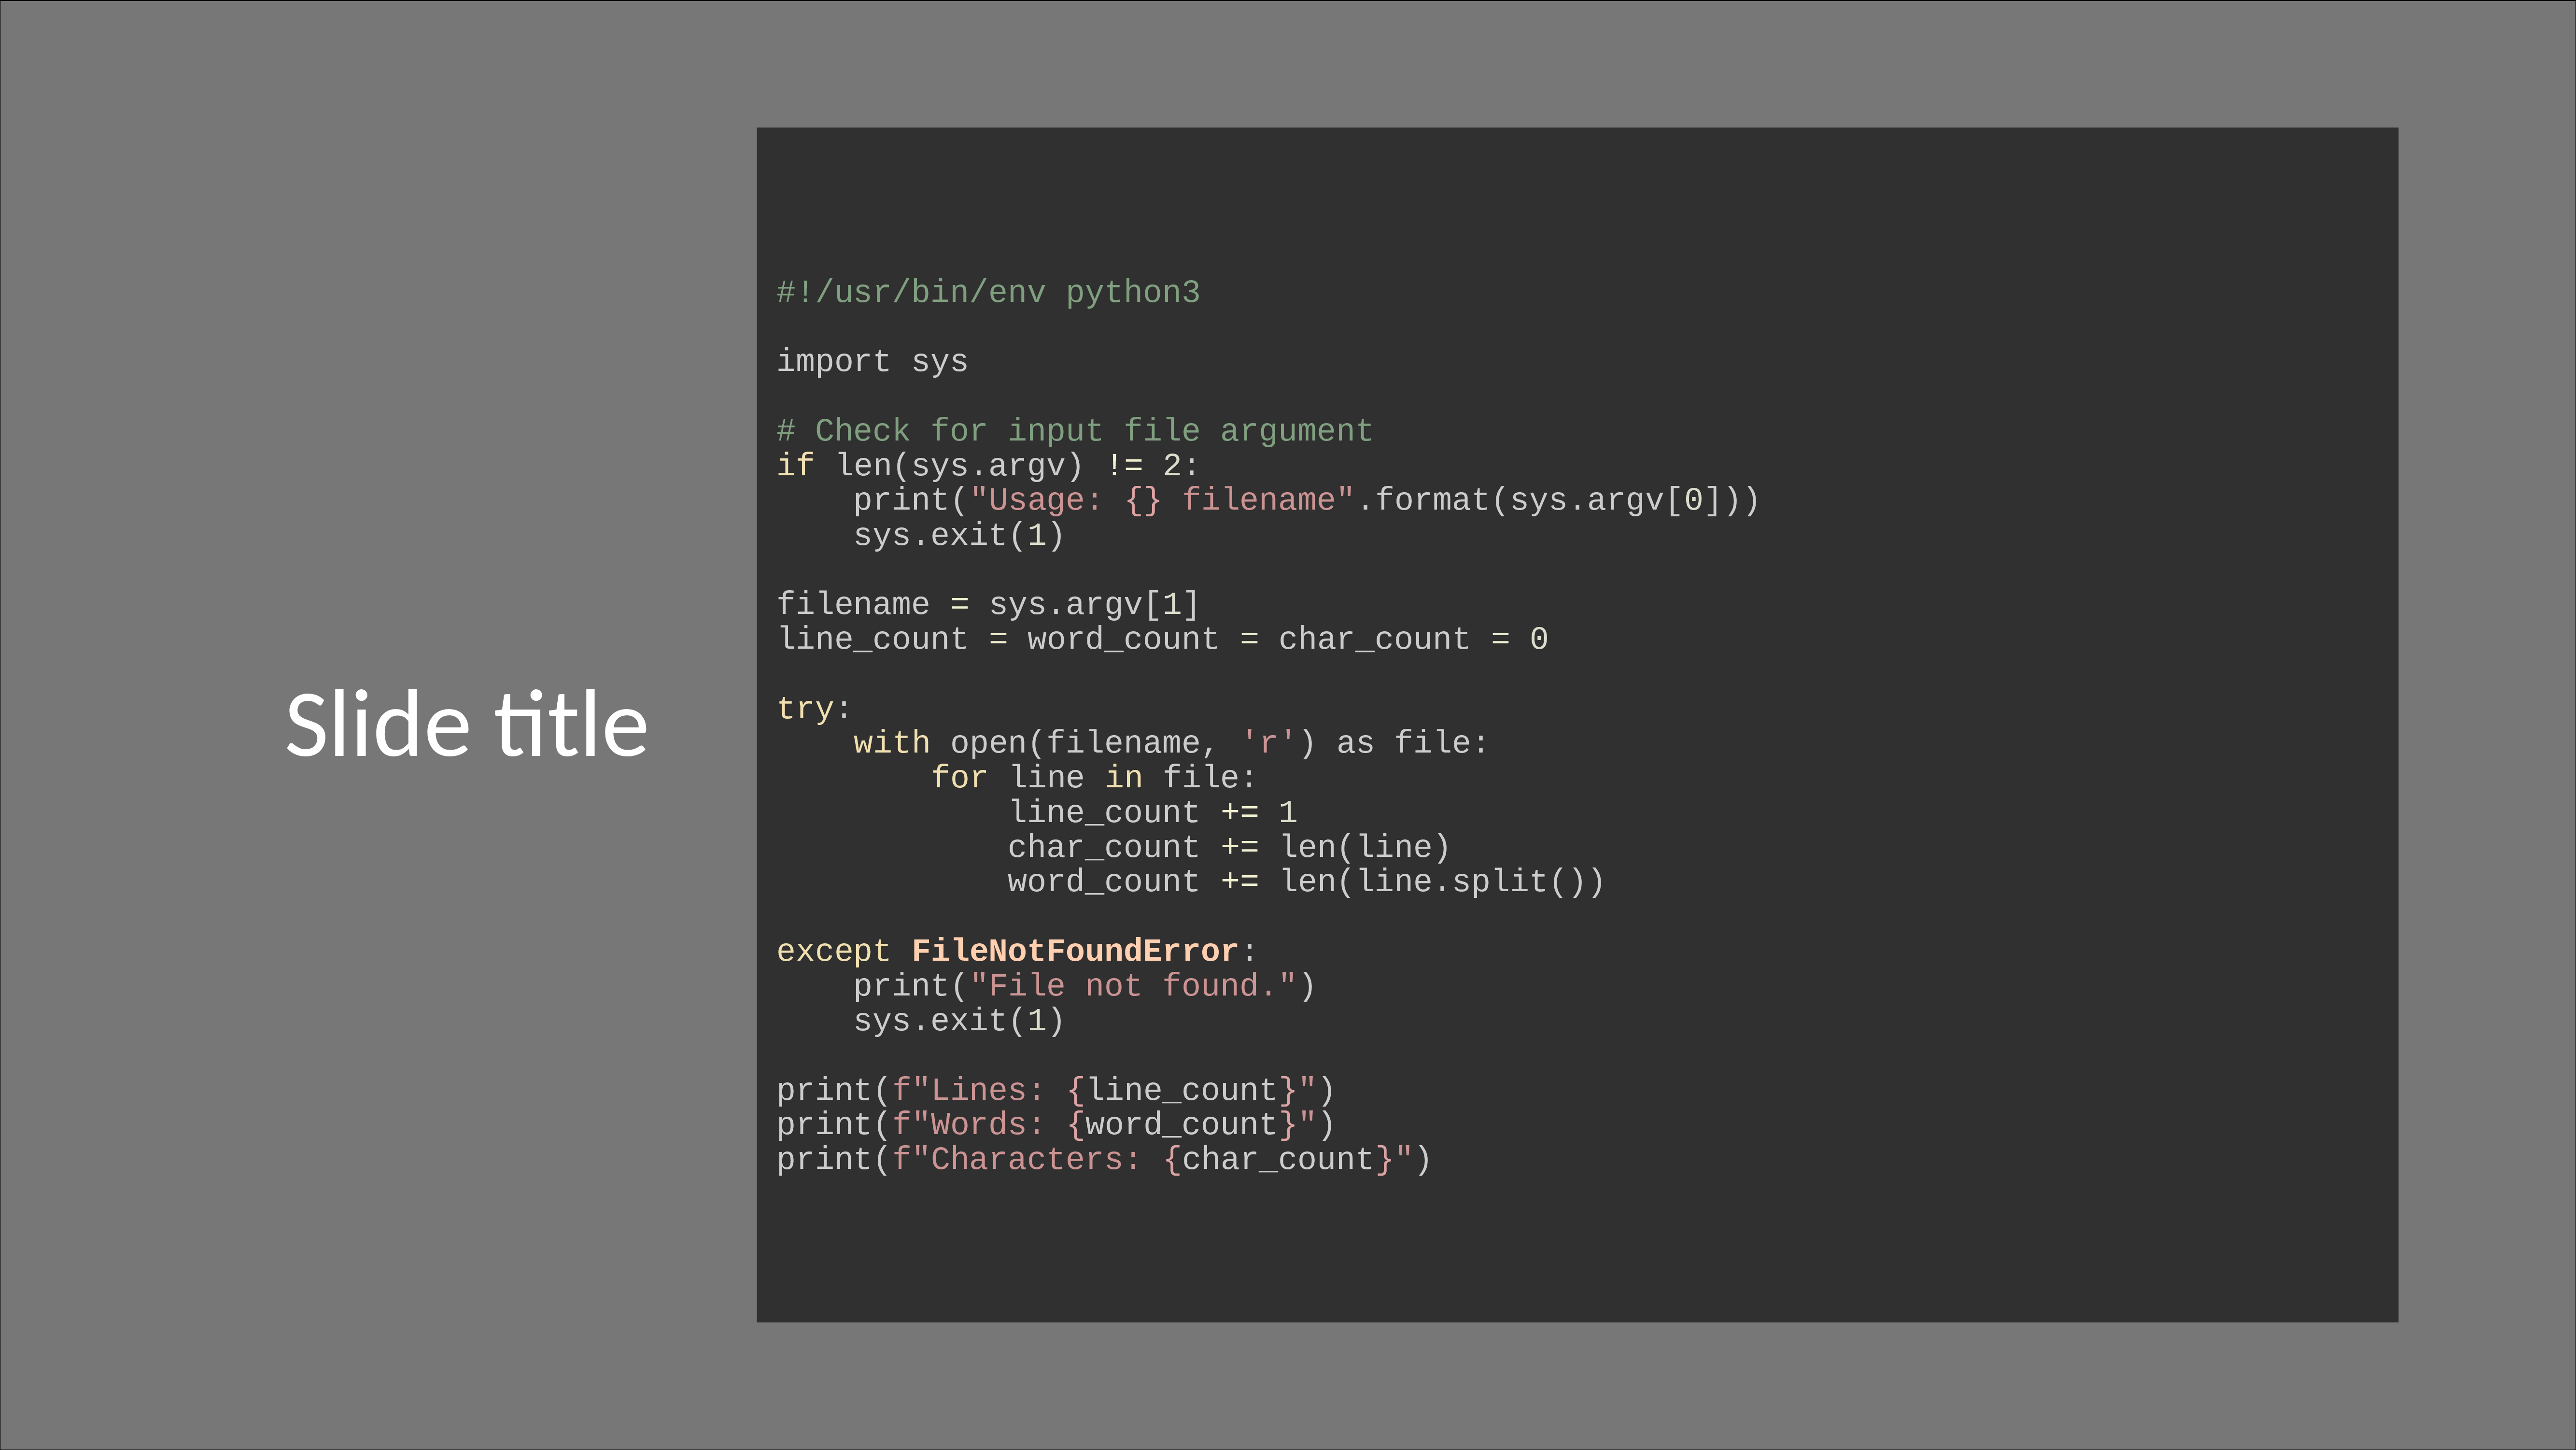 Slide title
#!/usr/bin/env python3

import sys

# Check for input file argument
if len(sys.argv) != 2:
    print("Usage: {} filename".format(sys.argv[0]))
    sys.exit(1)

filename = sys.argv[1]
line_count = word_count = char_count = 0

try:
    with open(filename, 'r') as file:
        for line in file:
            line_count += 1
            char_count += len(line)
            word_count += len(line.split())

except FileNotFoundError:
    print("File not found.")
    sys.exit(1)

print(f"Lines: {line_count}")
print(f"Words: {word_count}")
print(f"Characters: {char_count}")